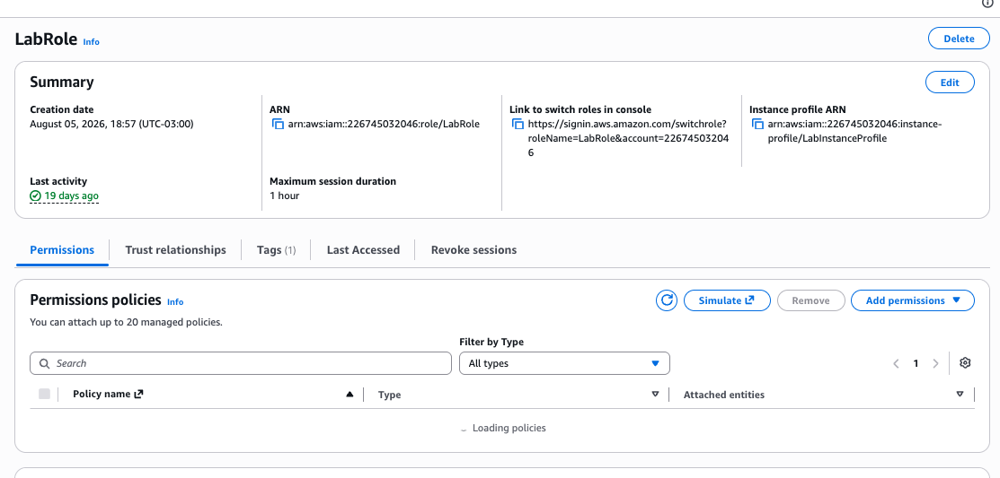 LabRole Info
Delete
Summary
Edit
Creation date
August 05, 2026, 18:57 (UTC-03:00)
ARN
arn:aws:iam::226745032046:role/LabRole
Link to switch roles in console
https://signin.aws.amazon.com/switchrole?
roleName=LabRole&account=22674503204
6
Instance profile ARN
arn:aws:iam::226745032046:instance-
profile/LabInstanceProfile
Last activity
19 days ago
Maximum session duration
1 hour
Permissions
Trust relationships
Tags (1)
Last Accessed
Revoke sessions
Permissions policies Info
Simulate
Remove
Add permissions
You can attach up to 20 managed policies.
Filter by Type
Search
All types
1
Policy name
Type
Attached entities
Loading policies